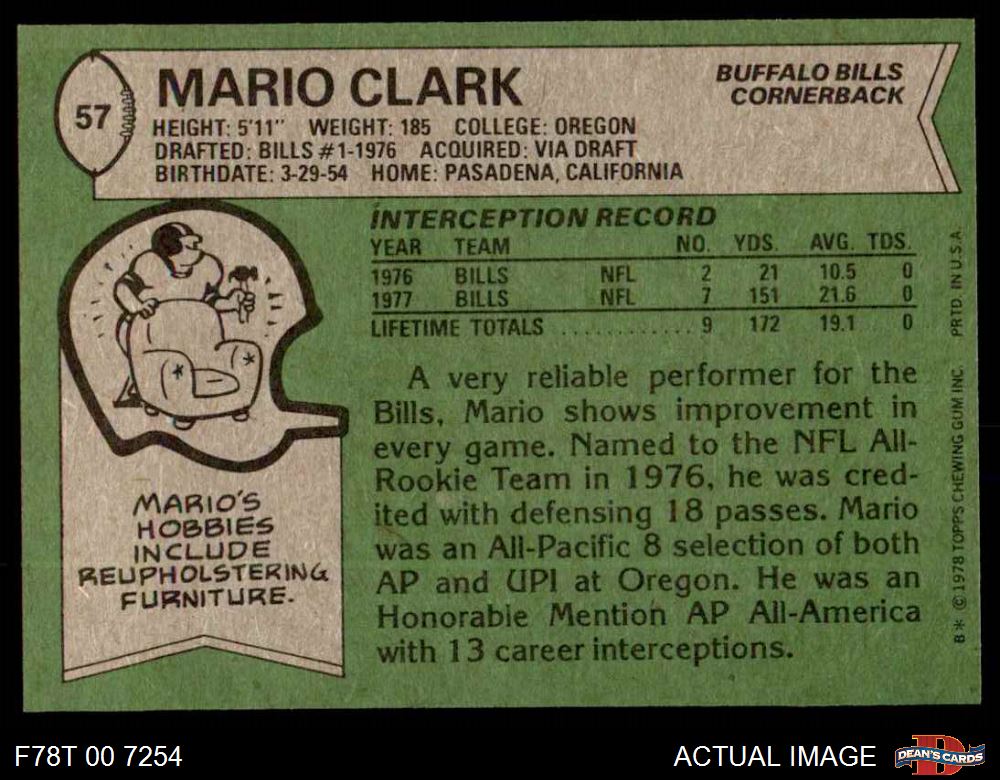 57
MARIO CLARK
BUFFALO BILLS
CORNERBACK
HEIGHT: 5'11" WEIGHT: 185 COLLEGE: OREGON
DRAFTED: BILLS #1-1976 ACQUIRED: VIA DRAFT
BIRTHDATE: 3-29-54 HOME: PASADENA, CALIFORNIA
INTERCEPTION RECORD
YEAR TEAM NO. YDS. AVG. TDS.
1976 BILLS NFL 2 21 10.5 0
1977 BILLS NFL 7 151 21.6 0
LIFETIME TOTALS ............ 9 172 19.1 0
A very reliable performer for the
Bills, Mario shows improvement in
every game. Named to the NFL All-
Rookie Team in 1976, he was cred-
ited with defensing 18 passes. Mario
was an All-Pacific 8 selection of both
AP and UPI at Oregon. He was an
Honorable Mention AP All-America
with 13 career interceptions.
MARIO'S
HOBBIES
INCLUDE
REUPHOLSTERING
FURNITURE.
B* © 1978 TOPPS CHEWING GUM INC. PRTD. IN U.S.A.
F78T 00 7254
ACTUAL IMAGE
D
DEAN'S CARDS